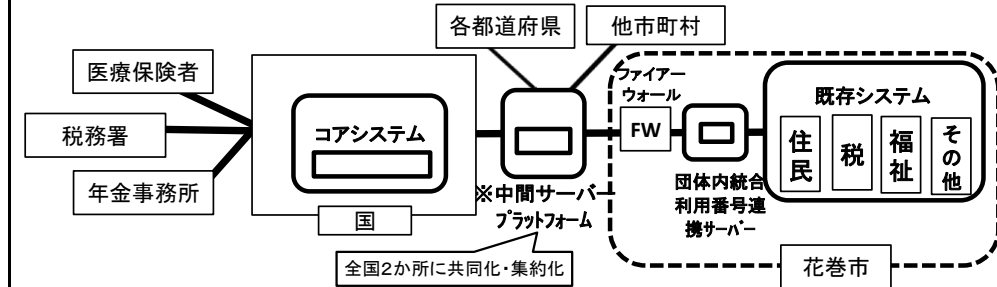 各都道府県
他市町村
医療保険者
税務署
年金事務所
コアシステム
国
※中間サーバー
プラットフォーム
全国２か所に共同化・集約化
ファイアー
ウォール
FW
団体内統合
利用番号連
携サーバー
既存システム
住民
税
福祉
その他
花巻市